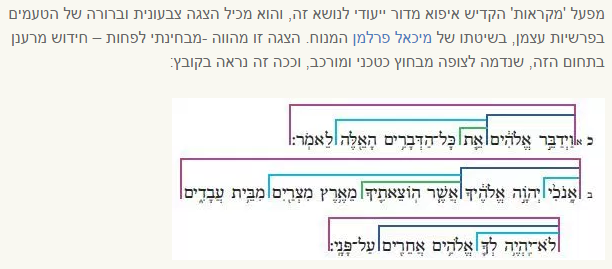 מפעל 'מקראות' הקדיש איפוא מדור ייעודי לנושא זה, והוא מכיל הצגה צבעונית וברורה של הטעמים
בפרשיות עצמן, בשיטתו של מיכאל פרלמן המנוח. הצגה זו מהווה -מבחינתי לפחות – חידוש מרענן
בתחום הזה, שנדמה לצופה מבחוץ כטכני ומורכב, וככה זה נראה בקובץ:
כ א וַיְדַבֵּ֣ר אֱלֹהִ֔ים אֵ֛ת כׇּל־הַדְּבָרִ֥ים הָאֵ֖לֶּה לֵאמֹֽר׃
ב אָֽנֹכִ֨י יְהֹוָ֣ה אֱלֹהֶ֔יךָ אֲשֶׁ֧ר הֽוֹצֵאתִ֛יךָ מֵאֶ֥רֶץ מִצְרַ֖יִם מִבֵּ֥ית עֲבָדִ֑ים
לֹא־יִֽהְיֶ֥ה לְךָ֛ אֱלֹהִ֥ים אֲחֵרִ֖ים עַל־פָּנָֽי׃